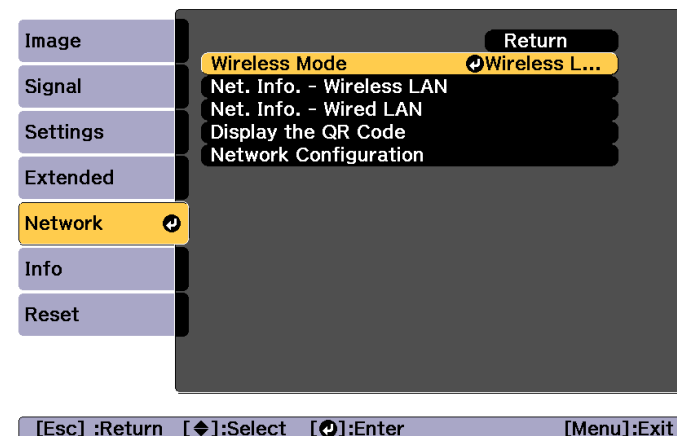 Image
Signal
Settings
Extended
Network
Info
Reset
Return
Wireless Mode Wireless L...
Net. Info. - Wireless LAN
Net. Info. - Wired LAN
Display the QR Code
Network Configuration
[Esc] :Return [◆]:Select [↵]:Enter [Menu]:Exit